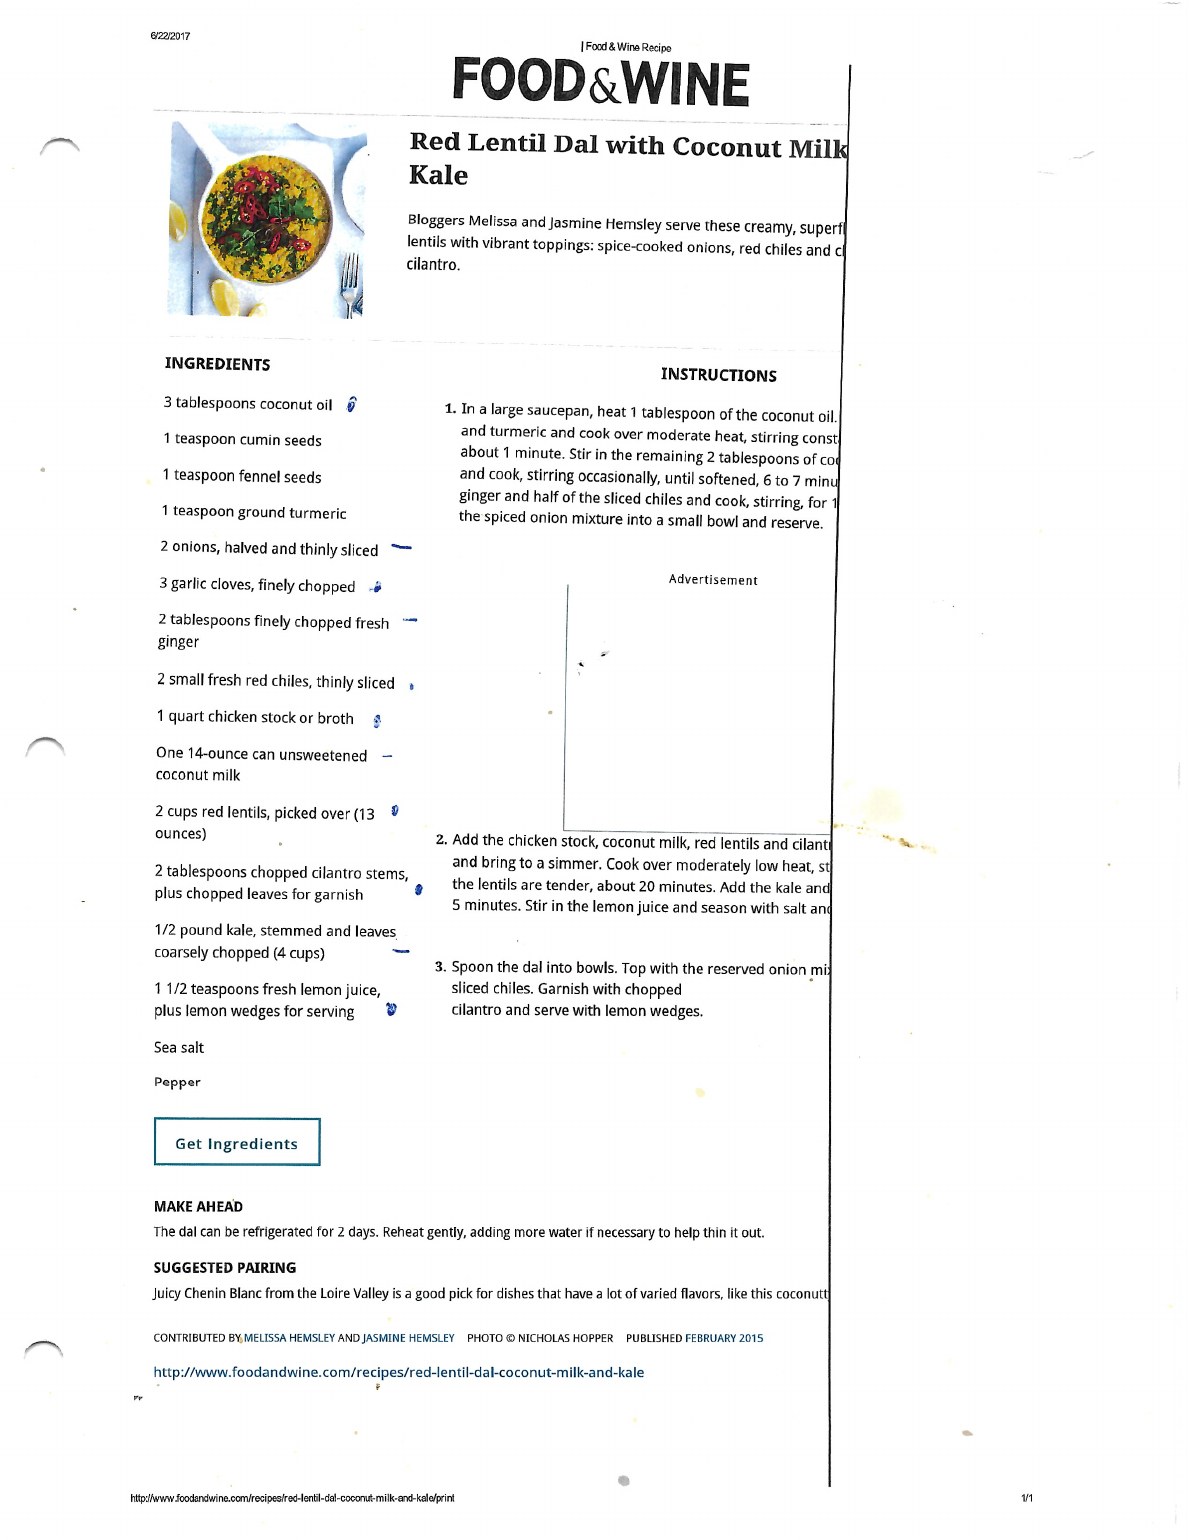 6/22/2017
| Food & Wine Recipe
FOOD&WINE
Red Lentil Dal with Coconut Milk
Kale
Bloggers Melissa and Jasmine Hemsley serve these creamy, superf
lentils with vibrant toppings: spice-cooked onions, red chiles and c
cilantro.
INGREDIENTS
3 tablespoons coconut oil
1 teaspoon cumin seeds
1 teaspoon fennel seeds
1 teaspoon ground turmeric
2 onions, halved and thinly sliced
3 garlic cloves, finely chopped
2 tablespoons finely chopped fresh
ginger
2 small fresh red chiles, thinly sliced
1 quart chicken stock or broth
One 14-ounce can unsweetened
coconut milk
2 cups red lentils, picked over (13
ounces)
2 tablespoons chopped cilantro stems,
plus chopped leaves for garnish
1/2 pound kale, stemmed and leaves
coarsely chopped (4 cups)
1 1/2 teaspoons fresh lemon juice,
plus lemon wedges for serving
Sea salt
Pepper
Get Ingredients
INSTRUCTIONS
1. In a large saucepan, heat 1 tablespoon of the coconut oil.
and turmeric and cook over moderate heat, stirring const
about 1 minute. Stir in the remaining 2 tablespoons of co
and cook, stirring occasionally, until softened, 6 to 7 minu
ginger and half of the sliced chiles and cook, stirring, for 1
the spiced onion mixture into a small bowl and reserve.
Advertisement
2. Add the chicken stock, coconut milk, red lentils and cilant
and bring to a simmer. Cook over moderately low heat, st
the lentils are tender, about 20 minutes. Add the kale and
5 minutes. Stir in the lemon juice and season with salt and
3. Spoon the dal into bowls. Top with the reserved onion mi
sliced chiles. Garnish with chopped
cilantro and serve with lemon wedges.
MAKE AHEAD
The dal can be refrigerated for 2 days. Reheat gently, adding more water if necessary to help thin it out.
SUGGESTED PAIRING
Juicy Chenin Blanc from the Loire Valley is a good pick for dishes that have a lot of varied flavors, like this coconutt
CONTRIBUTED BY MELISSA HEMSLEY AND JASMINE HEMSLEY PHOTO © NICHOLAS HOPPER PUBLISHED FEBRUARY 2015
http://www.foodandwine.com/recipes/red-lentil-dal-coconut-milk-and-kale
http://www.foodandwine.com/recipes/red-lentil-dal-coconut-milk-and-kale/print
1/1